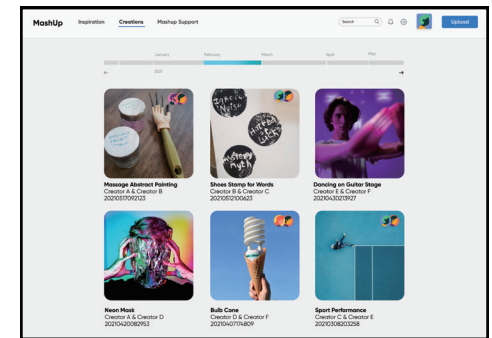 MashUp Inspiration Creations Mashup Support Search Upload
January February March April May
2021
Massage Abstract Painting
Creator A & Creator B
20210517092123
Shoes Stamp for Words
Creator B & Creator C
20210512100623
Dancing on Guitar Stage
Creator E & Creator F
20210430213927
Neon Mask
Creator A & Creator D
20210420082953
Bulb Cone
Creator D & Creator F
20210407174809
Sport Performance
Creator C & Creator E
20210308203258